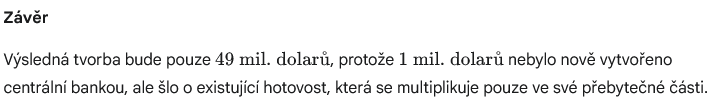 Závěr
Výsledná tvorba bude pouze 49 mil. dolarů, protože 1 mil. dolarů nebylo nově vytvořeno
centrální bankou, ale šlo o existující hotovost, která se multiplikuje pouze ve své přebytečné části.